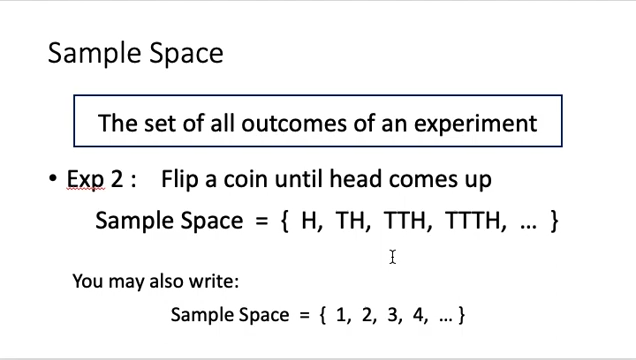 Sample Space
The set of all outcomes of an experiment
• Exp 2 : Flip a coin until head comes up
Sample Space = { H, TH, TTH, TTTH, ... }
You may also write:
Sample Space = { 1, 2, 3, 4, ... }